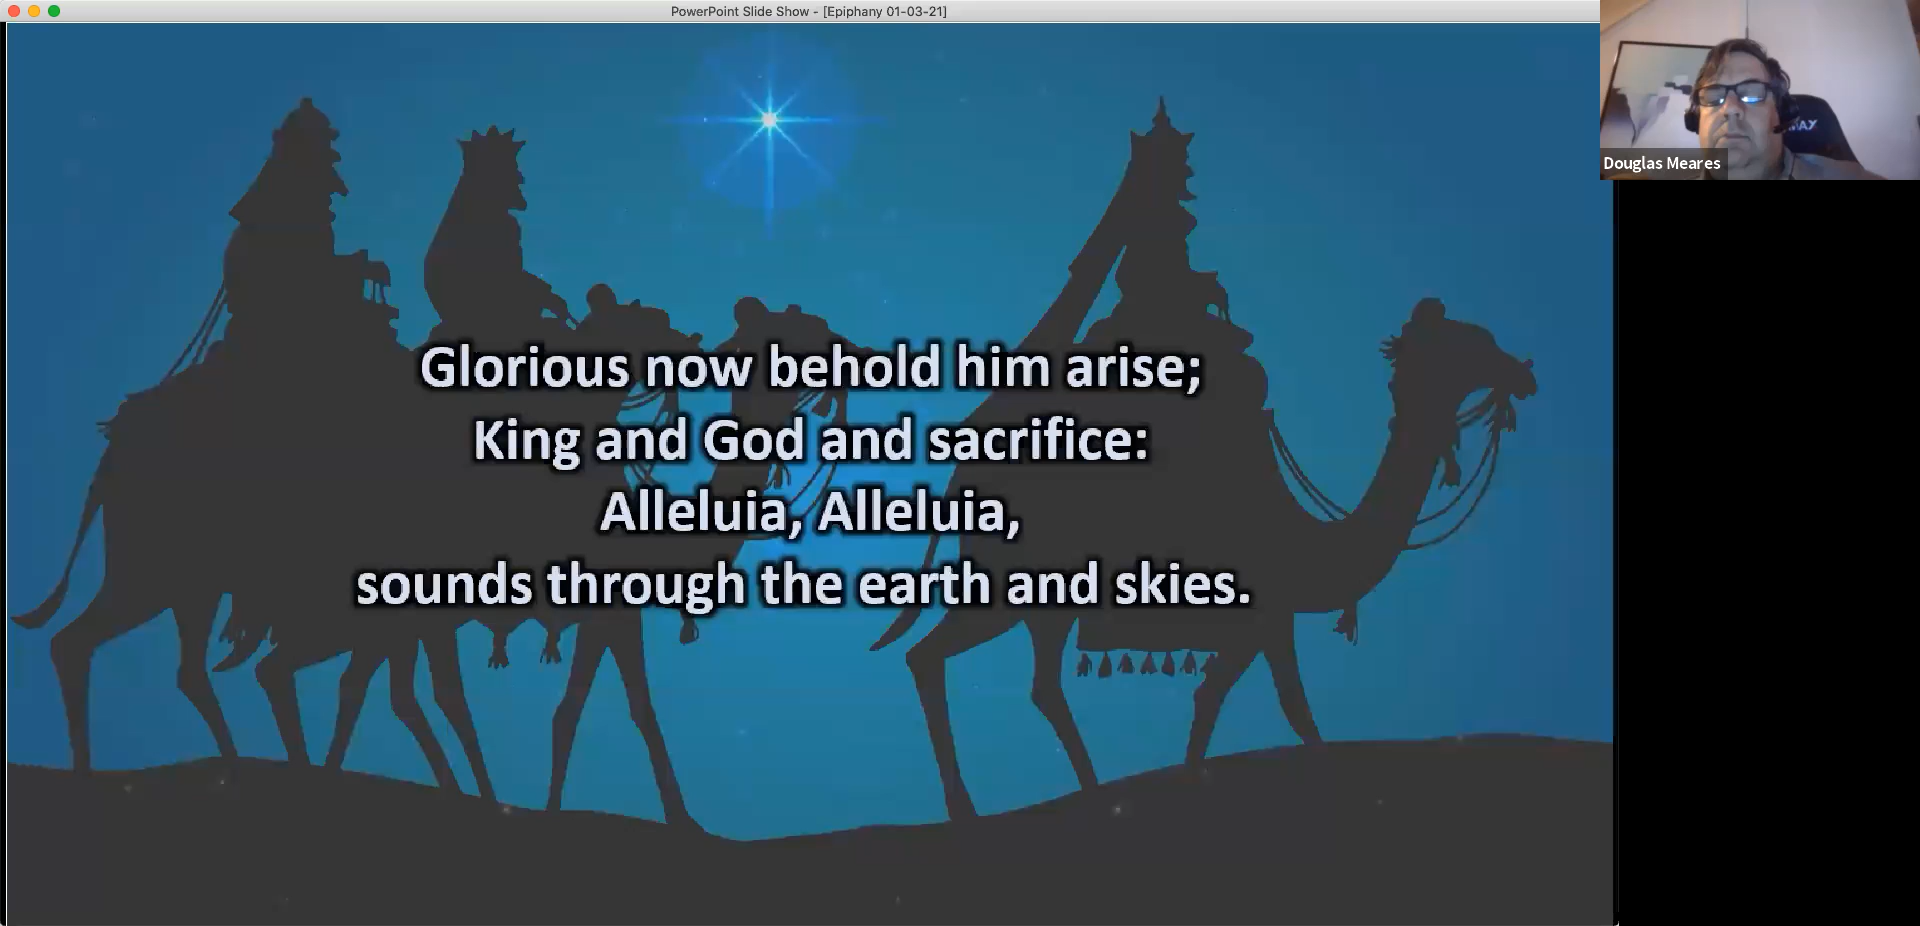 PowerPoint Slide Show - [Epiphany 01-03-21]
Glorious now behold him arise;
King and God and sacrifice:
Alleluia, Alleluia,
sounds through the earth and skies.
Douglas Meares